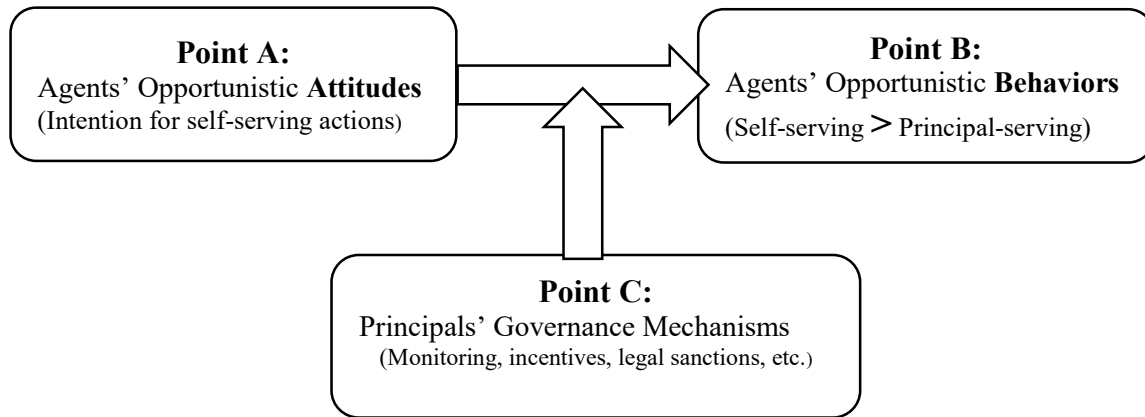 Point A:
Agents’ Opportunistic Attitudes
(Intention for self-serving actions)
Point B:
Agents’ Opportunistic Behaviors
(Self-serving > Principal-serving)
Point C:
Principals’ Governance Mechanisms
(Monitoring, incentives, legal sanctions, etc.)